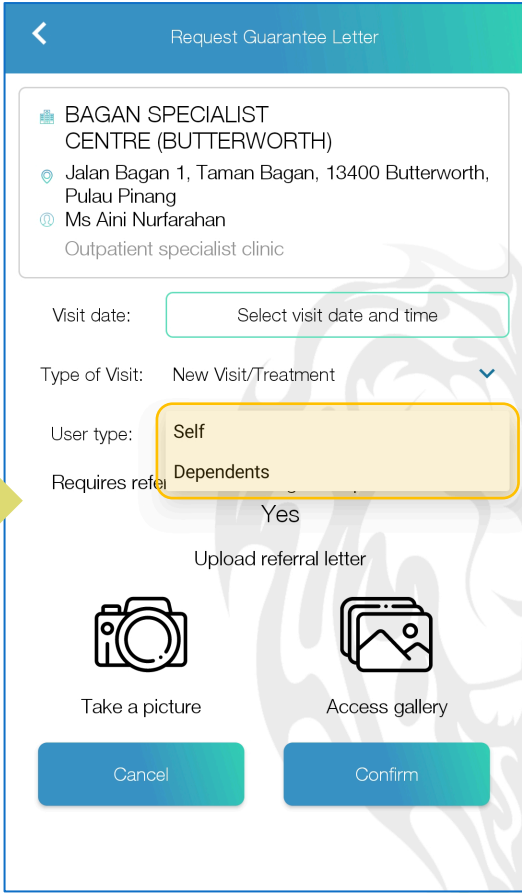 Request Guarantee Letter
BAGAN SPECIALIST
CENTRE (BUTTERWORTH)
Jalan Bagan 1, Taman Bagan, 13400 Butterworth,
Pulau Pinang
Ms Aini Nurfarahan
Outpatient specialist clinic
Visit date: Select visit date and time
Type of Visit: New Visit/Treatment
User type: Self
Dependents
Requires
Yes
Upload referral letter
Take a picture Access gallery
Cancel Confirm